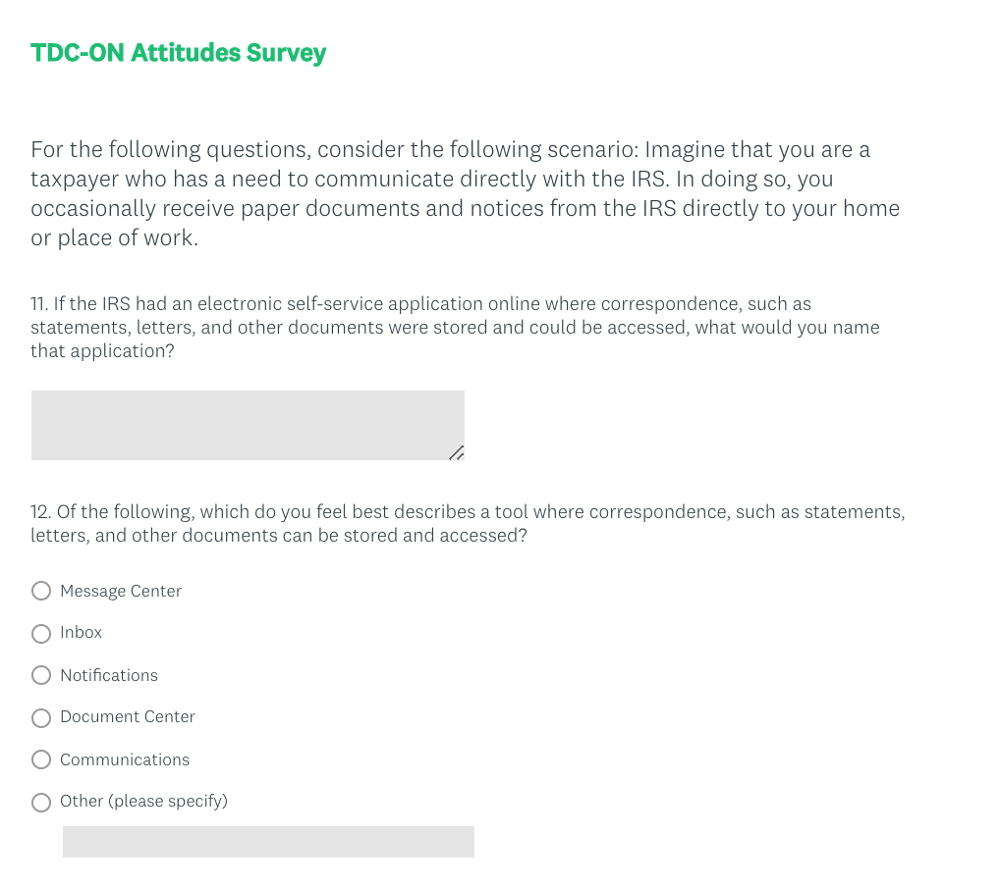 TDC-ON Attitudes Survey
For the following questions, consider the following scenario: Imagine that you are a
taxpayer who has a need to communicate directly with the IRS. In doing so, you
occasionally receive paper documents and notices from the IRS directly to your home
or place of work.
11. If the IRS had an electronic self-service application online where correspondence, such as
statements, letters, and other documents were stored and could be accessed, what would you name
that application?
12. Of the following, which do you feel best describes a tool where correspondence, such as statements,
letters, and other documents can be stored and accessed?
Message Center
Inbox
Notifications
Document Center
Communications
Other (please specify)